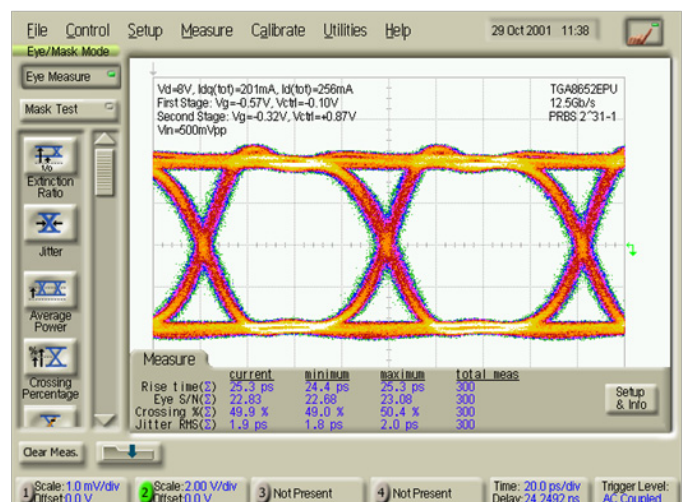 File Control Setup Measure Calibrate Utilities Help 29 Oct 2001 11:38
Eye/Mask Mode
Eye Measure
Mask Test
Extinction
Ratio
Jitter
Average
Power
Crossing
Percentage
Vd=8V, Idq(tot)=201mA, Id(tot)=256mA
First Stage: Vg=-0.57V, Vctrl=-0.10V
Second Stage: Vg=-0.32V, Vctrl=+0.87V
Vin=500mVpp
TGA8652EPU
12.5Gb/s
PRBS 2^31-1
Measure
current minimum maximum total meas
Rise time(Σ) 25.3 ps 24.4 ps 25.3 ps 300
Eye S/N(Σ) 22.83 22.68 23.08 300
Crossing %(Σ) 49.9 % 49.0 % 50.4 % 300
Jitter RMS(Σ) 1.9 ps 1.8 ps 2.0 ps 300
Setup
& Info
Clear Meas.
1 Scale:1.0 mV/div
Offset:0.0 V
2 Scale:2.00 V/div
Offset:0.0 V
3 Not Present
4 Not Present
Time: 20.0 ps/div
Delay:24.2492 ns
Trigger Level:
AC Coupled